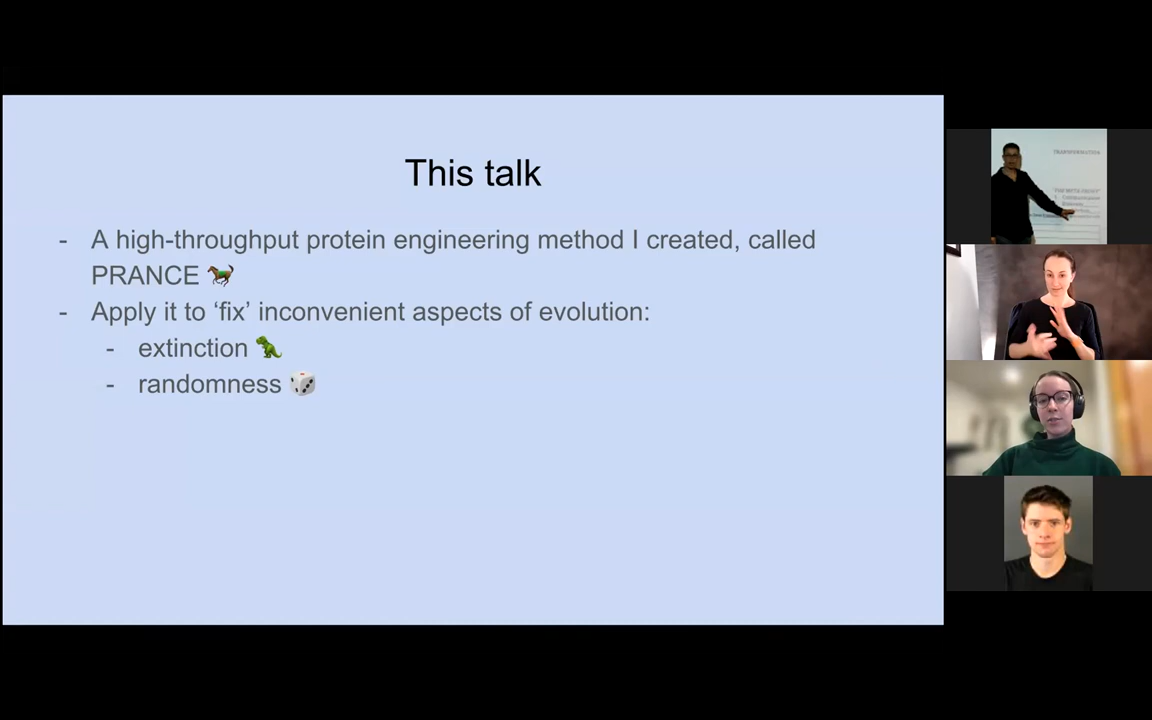 This talk
- A high-throughput protein engineering method I created, called
PRANCE 🐎
- Apply it to ‘fix’ inconvenient aspects of evolution:
- extinction 🦖
- randomness 🎲
TRANSFORMATION